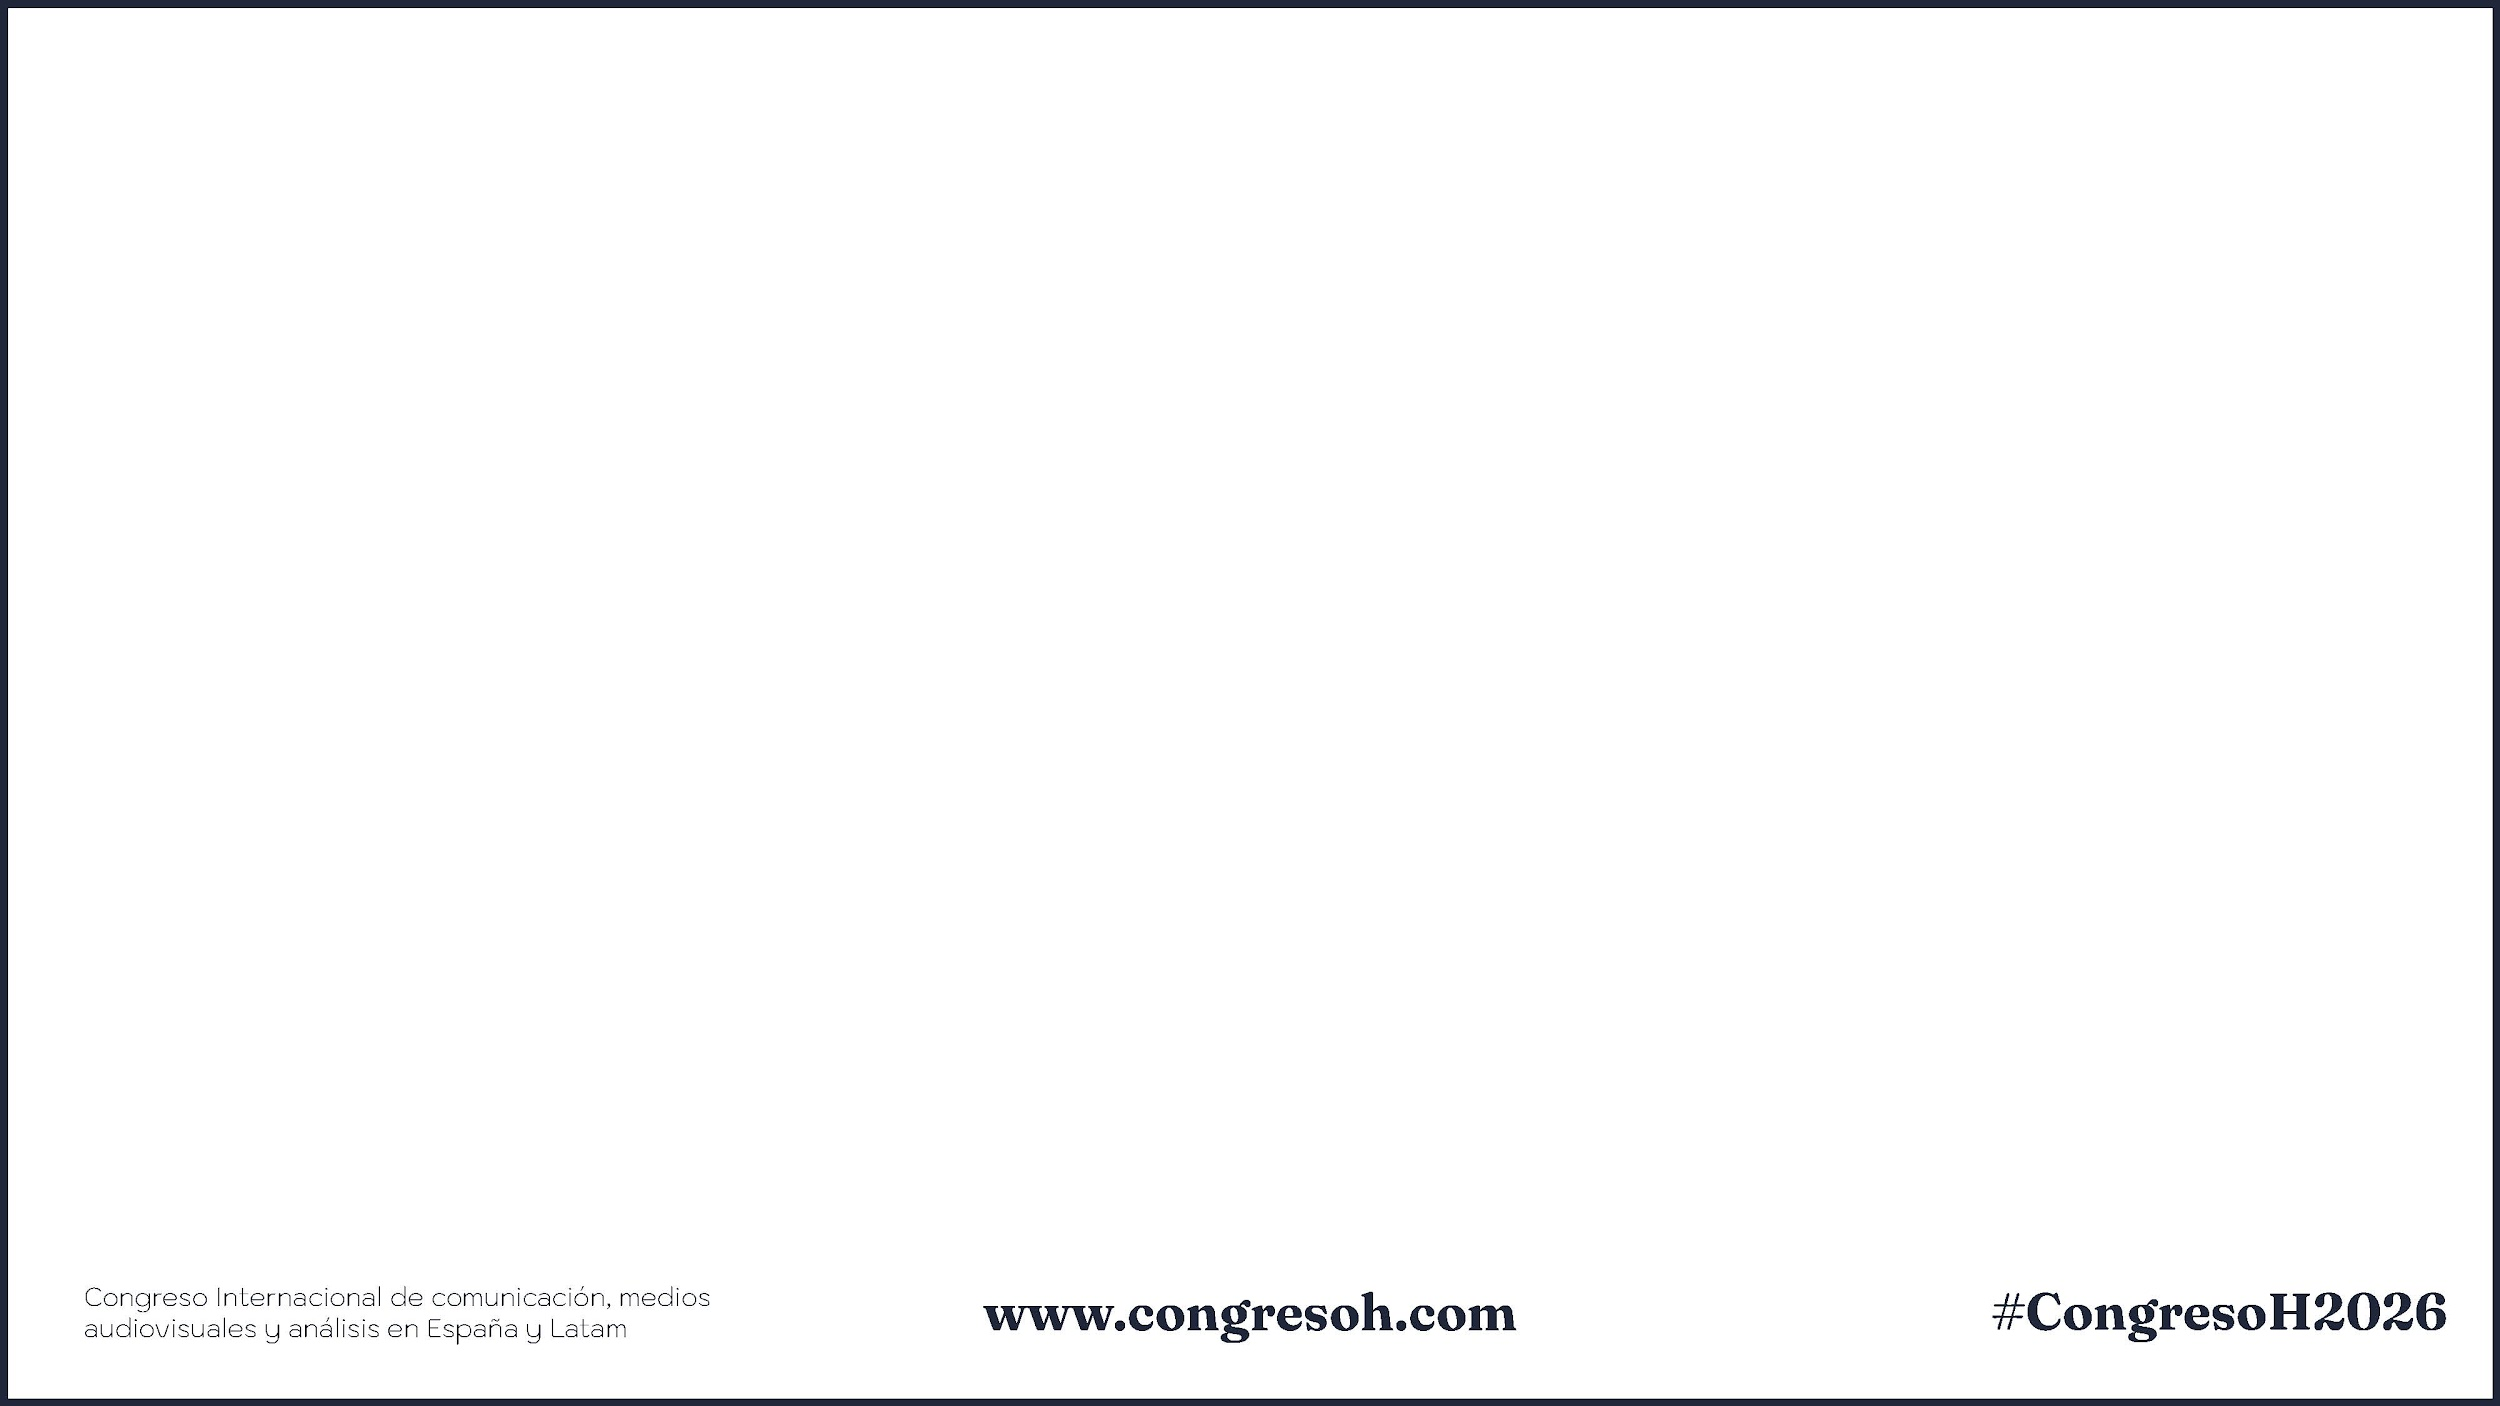 Congreso Internacional de comunicación, medios
audiovisuales y análisis en España y Latam
www.congresoh.com
#CongresoH2026